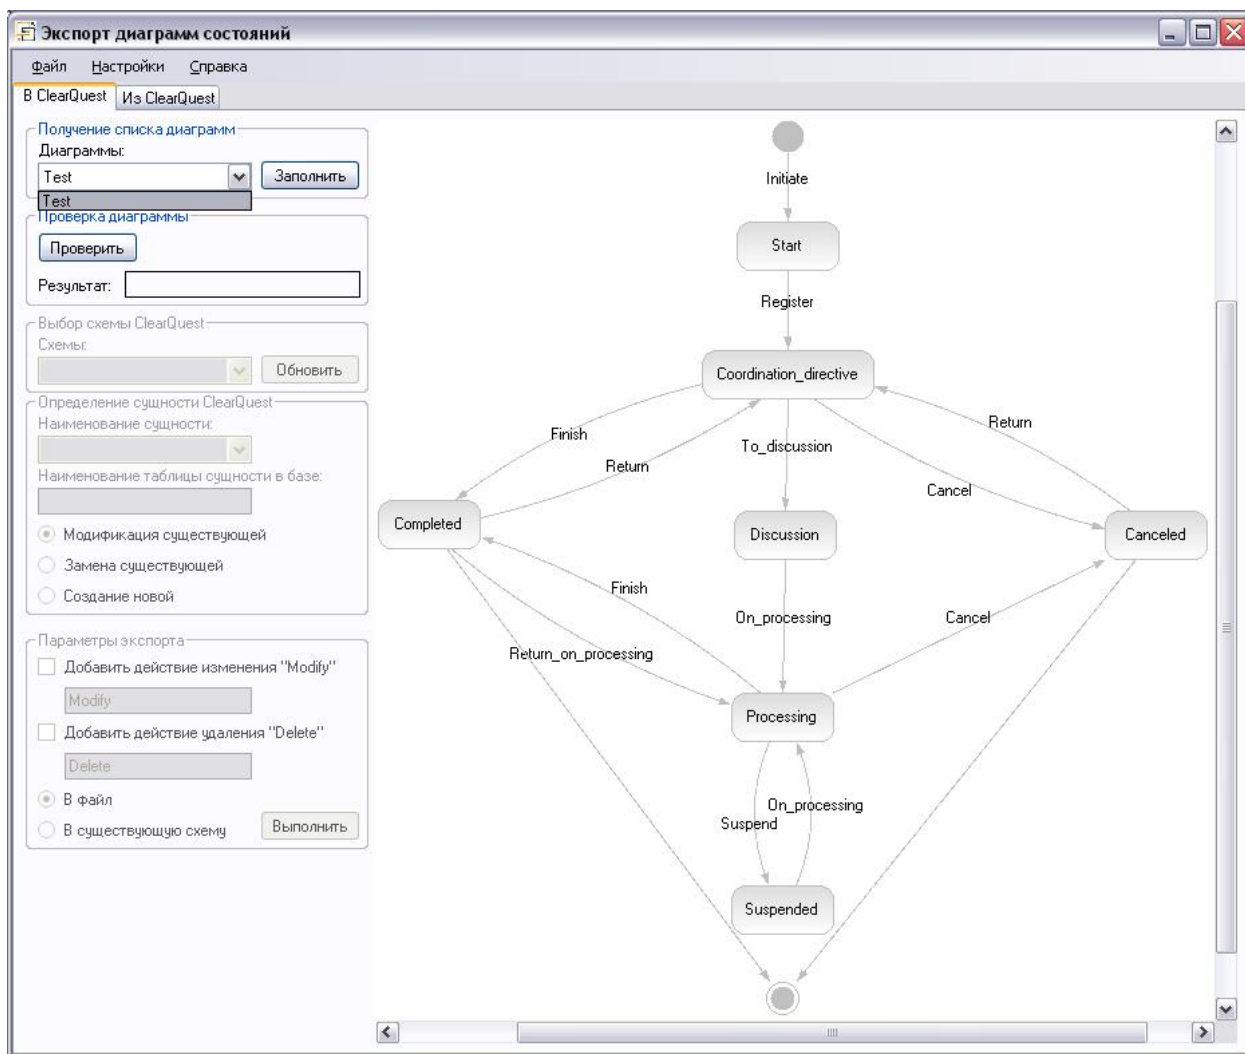 Экспорт диаграмм состояний
Файл Настройки Справка
В ClearQuest Из ClearQuest
Получение списка диаграмм
Диаграммы:
Test Заполнить
Test
Проверка диаграммы
Проверить
Результат:
Выбор схемы ClearQuest
Схемы:
Обновить
Определение сущности ClearQuest
Наименование сущности:
Наименование таблицы сущности в базе:
Модификация существующей
Замена существующей
Создание новой
Параметры экспорта
Добавить действие изменения "Modify"
Modify
Добавить действие удаления "Delete"
Delete
В файл
В существующую схему Выполнить
Initiate
Start
Register
Coordination_directive
Finish
To_discussion
Return
Return
Cancel
Completed
Discussion
Canceled
Finish
On_processing
Cancel
Return_on_processing
Processing
On_processing
Suspend
Suspended